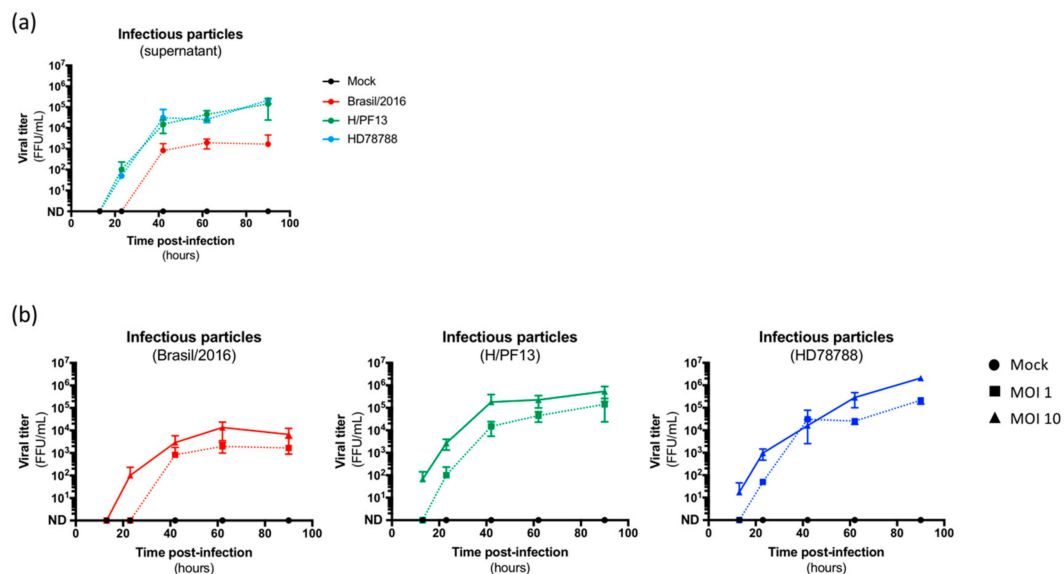 (a)
Infectious particles
(supernatant)
Viral titer
(FFU/mL)
10⁷
10⁶
10⁵
10⁴
10³
10²
10¹
ND
0 20 40 60 80 100
Time post-infection
(hours)
Mock
Brasil/2016
H/PF13
HD78788
(b)
Infectious particles
(Brasil/2016)
Viral titer
(FFU/mL)
10⁷
10⁶
10⁵
10⁴
10³
10²
10¹
ND
0 20 40 60 80 100
Time post-infection
(hours)
Infectious particles
(H/PF13)
Viral titer
(FFU/mL)
10⁷
10⁶
10⁵
10⁴
10³
10²
10¹
ND
0 20 40 60 80 100
Time post-infection
(hours)
Infectious particles
(HD78788)
Viral titer
(FFU/mL)
10⁷
10⁶
10⁵
10⁴
10³
10²
10¹
ND
0 20 40 60 80 100
Time post-infection
(hours)
Mock
MOI 1
MOI 10